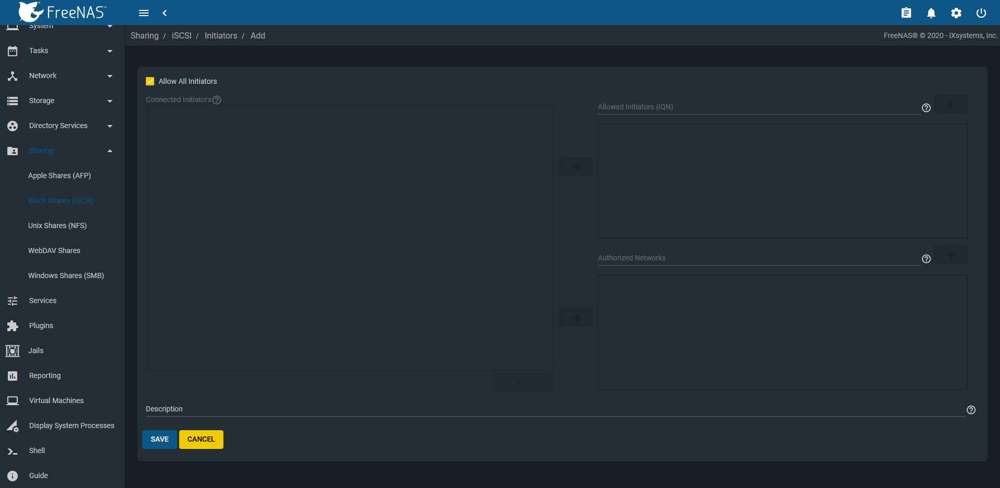 FreeNAS™
System
Sharing / iSCSI / Initiators / Add
FreeNAS® © 2020 - iXsystems, Inc.
Tasks
Network
Storage
Directory Services
Sharing
Apple Shares (AFP)
Block Shares (iSCSI)
Unix Shares (NFS)
WebDAV Shares
Windows Shares (SMB)
Services
Plugins
Jails
Reporting
Virtual Machines
Display System Processes
Shell
Guide
Allow All Initiators
Connected Initiators
Allowed Initiators (IQN)
Authorized Networks
REFRESH
Description
SAVE
CANCEL